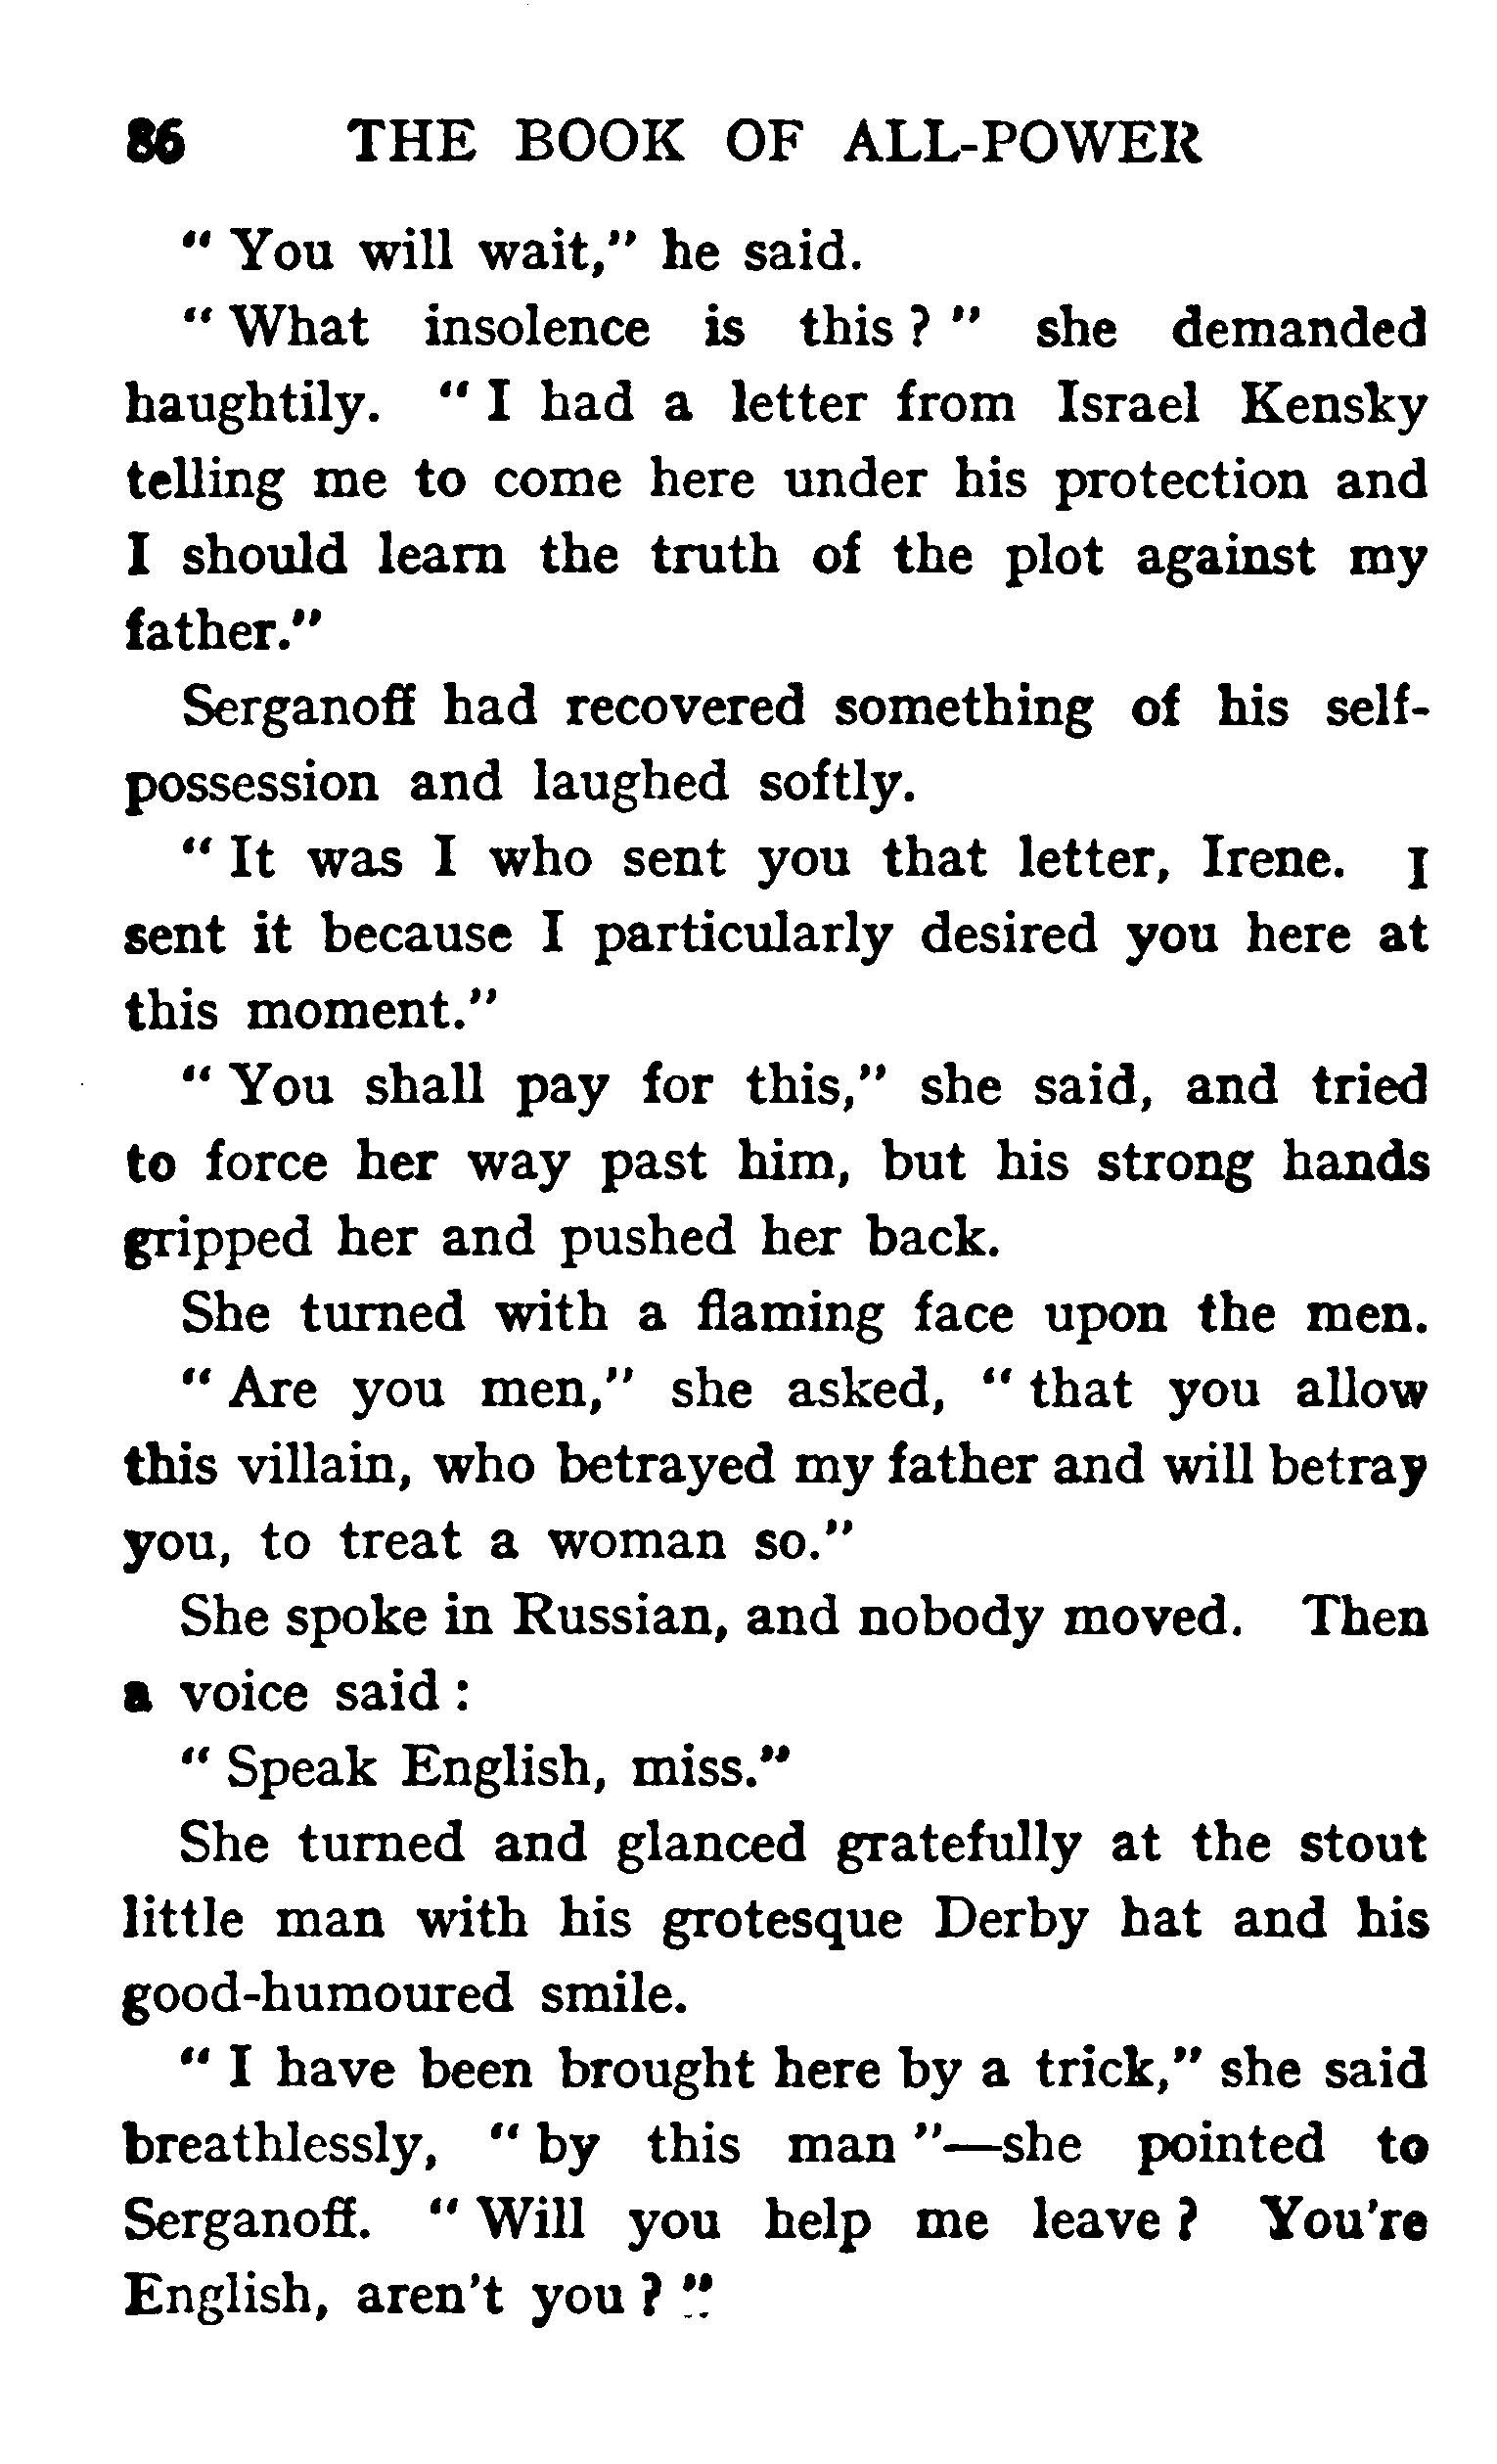 86 THE BOOK OF ALL-POWER
" You will wait," he said.
" What insolence is this ? " she demanded
haughtily. " I had a letter from Israel Kensky
telling me to come here under his protection and
I should learn the truth of the plot against my
father."
Serganoff had recovered something of his self-
possession and laughed softly.
" It was I who sent you that letter, Irene. I
sent it because I particularly desired you here at
this moment."
" You shall pay for this," she said, and tried
to force her way past him, but his strong hands
gripped her and pushed her back.
She turned with a flaming face upon the men.
" Are you men," she asked, " that you allow
this villain, who betrayed my father and will betray
you, to treat a woman so."
She spoke in Russian, and nobody moved. Then
a voice said :
" Speak English, miss."
She turned and glanced gratefully at the stout
little man with his grotesque Derby hat and his
good-humoured smile.
" I have been brought here by a trick," she said
breathlessly, " by this man "—she pointed to
Serganoff. " Will you help me leave ? You're
English, aren't you ? "